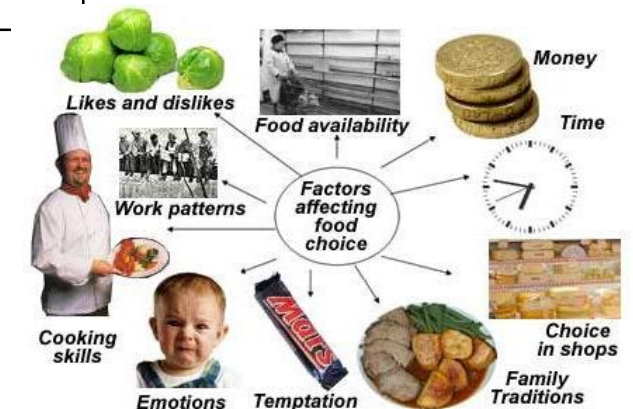 Likes and dislikes
Food availability
Money
Time
Work patterns
Factors
affecting
food
choice
Cooking
skills
Emotions
Mars
Temptation
Family
Traditions
Choice
in shops